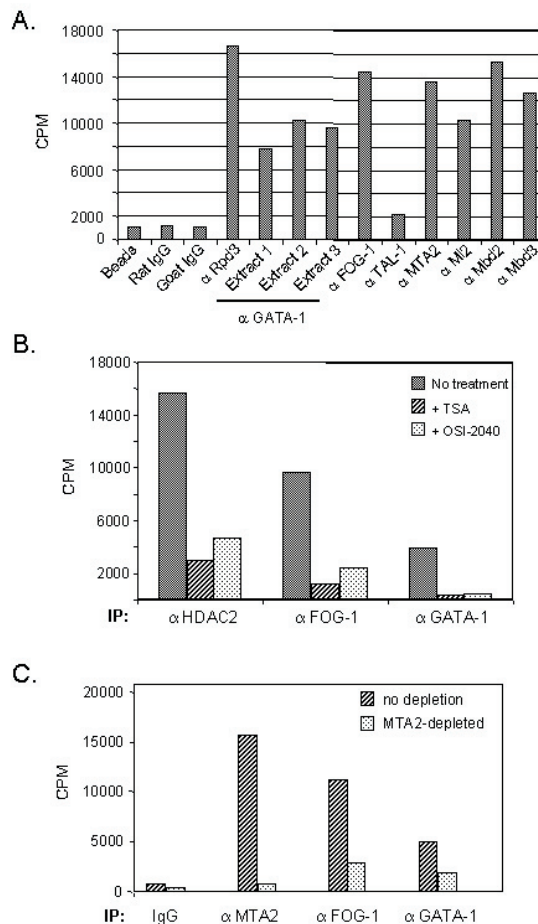 A.
18000
14000
10000
6000
2000
0
CPM
Beads
Rat IgG
Goat IgG
α Rpd3
Extract 1
Extract 2
Extract 3
α FOG-1
α TAL-1
α MTA2
α MI2
α Mbd2
α Mbd3
α GATA-1
B.
18000
14000
10000
6000
2000
CPM
No treatment
+ TSA
+ OSI-2040
IP: α HDAC2 α FOG-1 α GATA-1
C.
20000
15000
10000
5000
0
CPM
no depletion
MTA2-depleted
IP: IgG α MTA2 α FOG-1 α GATA-1